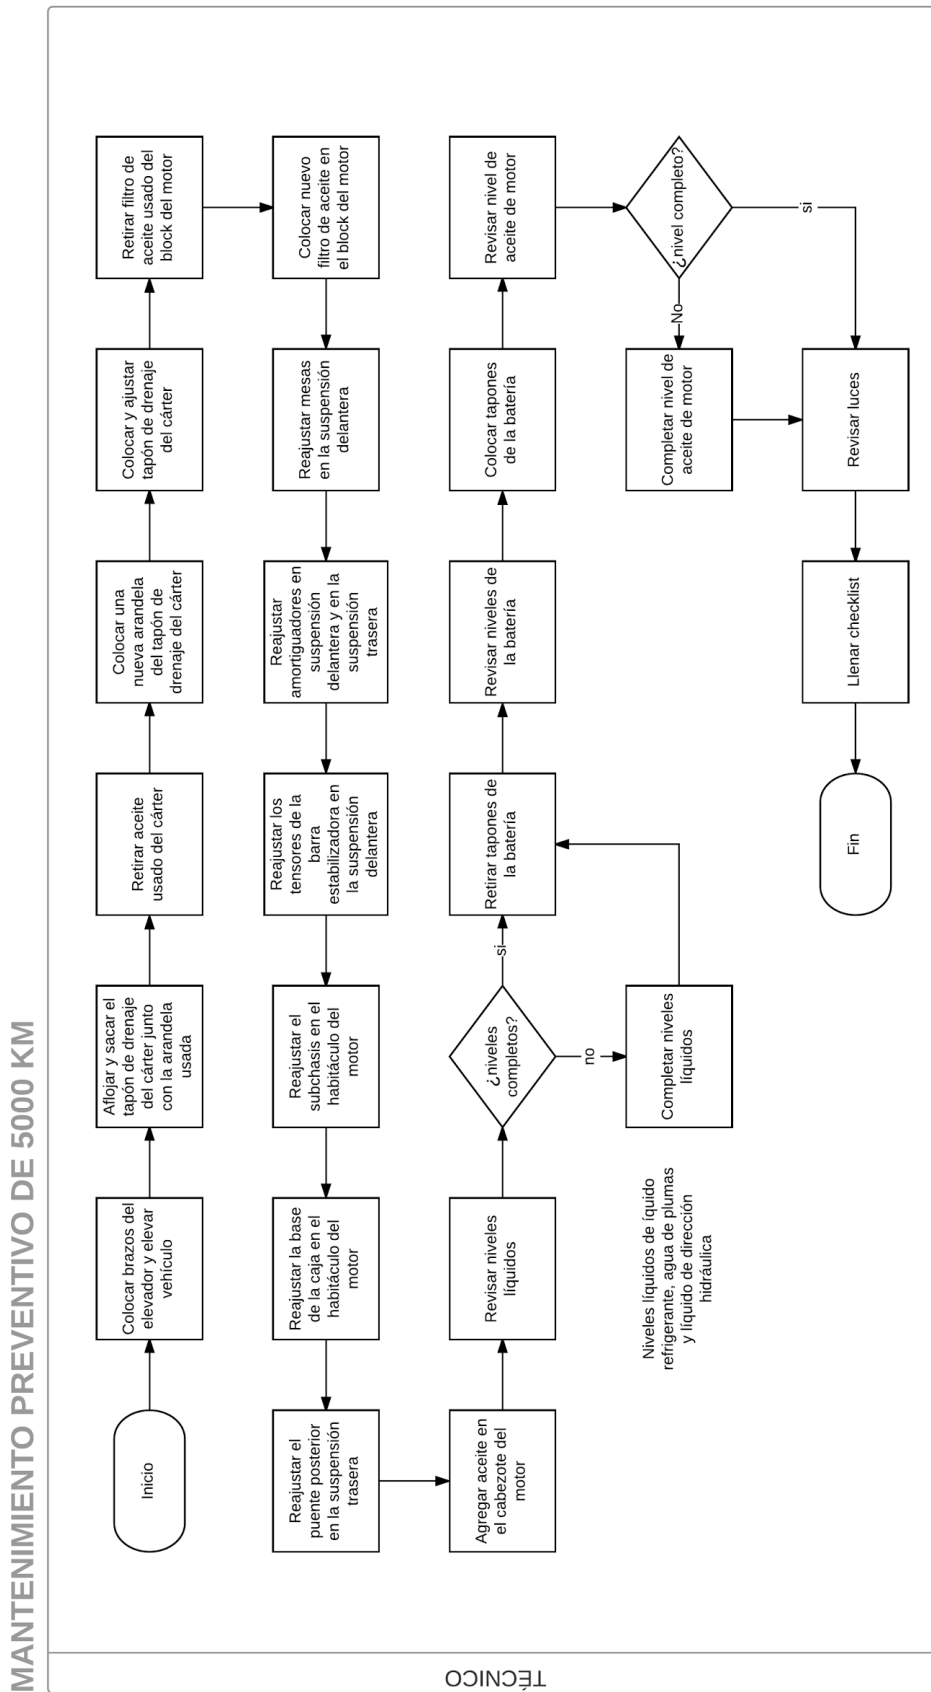 MANTENIMIENTO PREVENTIVO DE 5000 KM
TÉCNICO
Inicio
Colocar brazos del
elevador y elevar
vehículo
Aflojar y sacar el
tapón de drenaje
del cárter junto
con la arandela
usada
Retirar aceite
usado del cárter
Colocar una
nueva arandela
del tapón de
drenaje del cárter
Colocar y ajustar
tapón de drenaje
del cárter
Retirar filtro de
aceite usado del
block del motor
Colocar nuevo
filtro de aceite en
el block del motor
Reajustar mesas
en la suspensión
delantera
Reajustar
amortiguadores en
suspensión
delantera y en la
suspensión
trasera
Reajustar los
tensores de la
barra
estabilizadora en
la suspensión
delantera
Reajustar el
subchasis en el
habitáculo del
motor
Reajustar la base
de la caja en el
habitáculo del
motor
Reajustar el
puente posterior
en la suspensión
trasera
Agregar aceite en
el cabezote del
motor
Revisar niveles
líquidos
¿niveles
completos?
si
no
Completar niveles
líquidos
Niveles líquidos de íquido
refrigerante, agua de plumas
y líquido de dirección
hidráulica
Retirar tapones de
la batería
Revisar niveles de
la batería
Colocar tapones
de la batería
Revisar nivel de
aceite de motor
¿nivel completo?
No
si
Completar nivel de
aceite de motor
Revisar luces
Llenar checklist
Fin